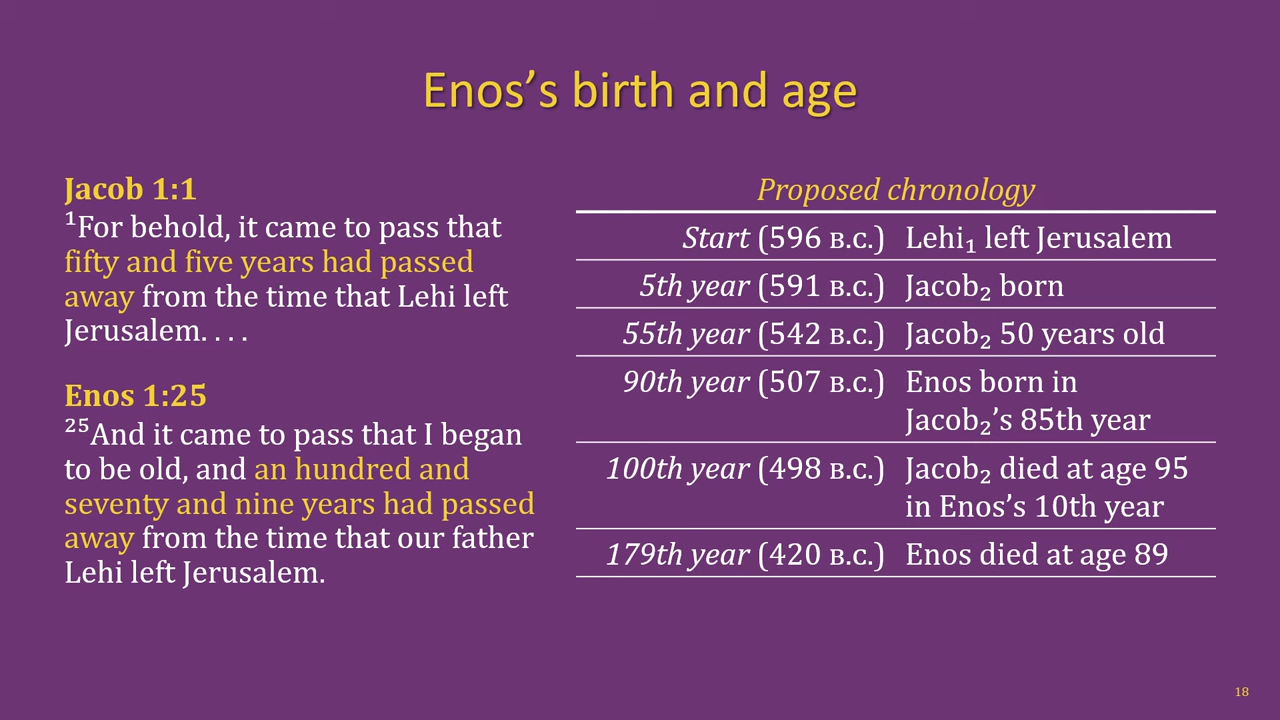 Enos’s birth and age
Jacob 1:1
¹For behold, it came to pass that
fifty and five years had passed
away from the time that Lehi left
Jerusalem. . . .
Enos 1:25
²⁵And it came to pass that I began
to be old, and an hundred and
seventy and nine years had passed
away from the time that our father
Lehi left Jerusalem.
Proposed chronology
Start (596 ʙ.ᴄ.) Lehi₁ left Jerusalem
5th year (591 ʙ.ᴄ.) Jacob₂ born
55th year (542 ʙ.ᴄ.) Jacob₂ 50 years old
90th year (507 ʙ.ᴄ.) Enos born in
Jacob₂’s 85th year
100th year (498 ʙ.ᴄ.) Jacob₂ died at age 95
in Enos’s 10th year
179th year (420 ʙ.ᴄ.) Enos died at age 89
18